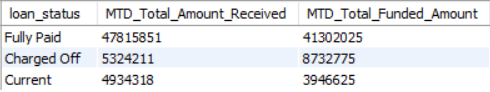 loan_status MTD_Total_Amount_Received MTD_Total_Funded_Amount
Fully Paid 47815851 41302025
Charged Off 5324211 8732775
Current 4934318 3946625